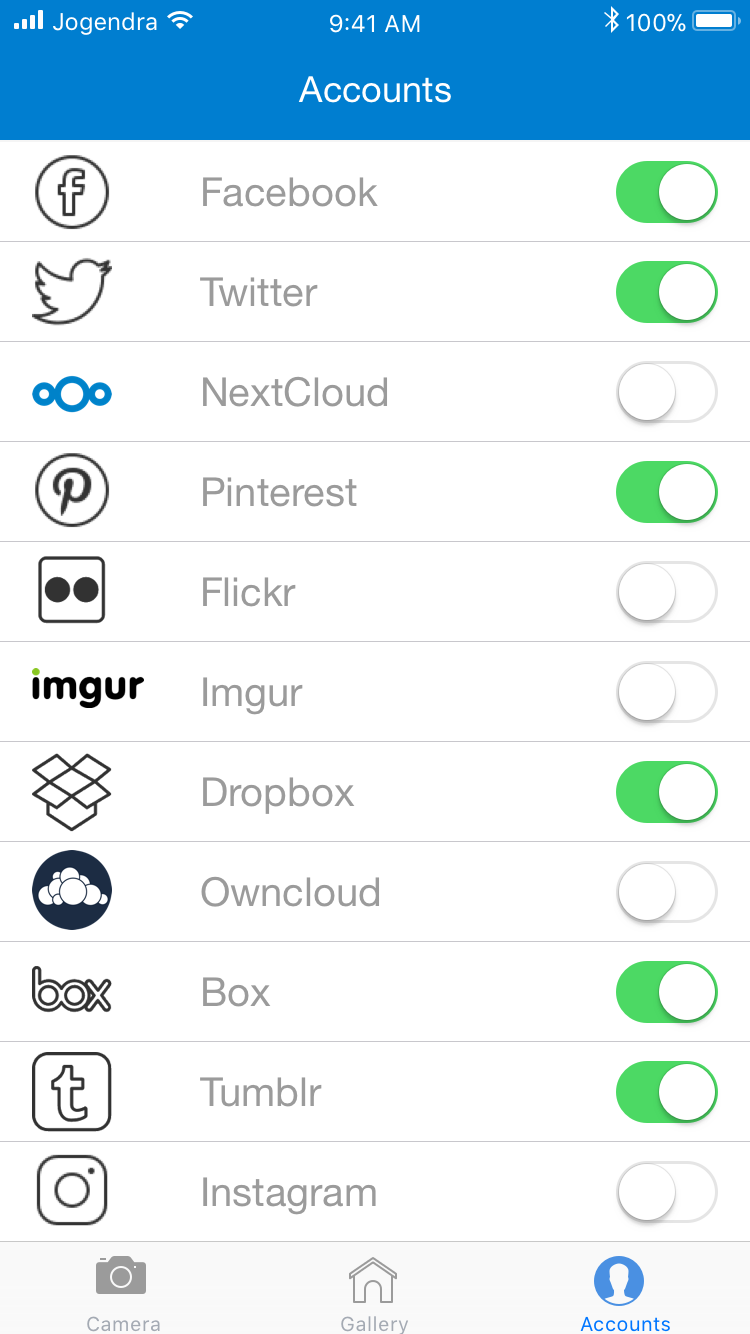 Jogendra 9:41 AM 100%
Accounts
Facebook
Twitter
NextCloud
Pinterest
Flickr
imgur Imgur
Dropbox
Owncloud
box Box
t Tumblr
Instagram
Camera Gallery Accounts